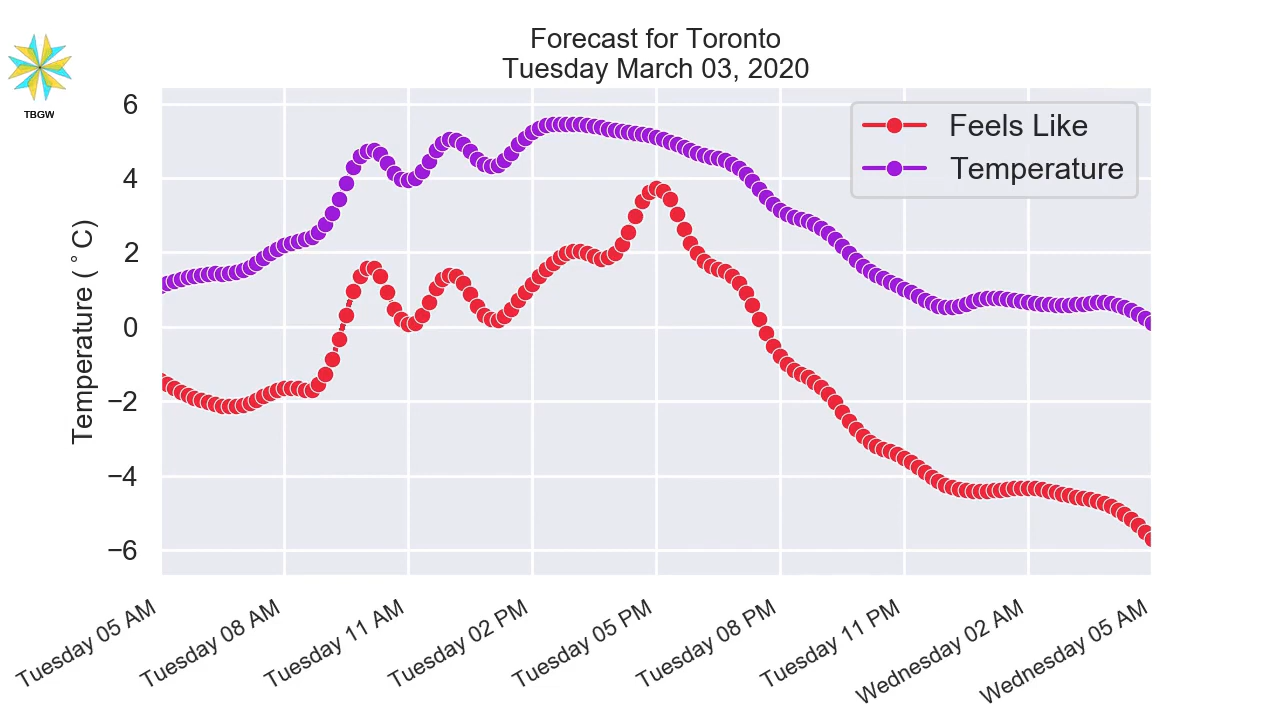 Forecast for Toronto
Tuesday March 03, 2020
TBGW
Feels Like
Temperature
Temperature (°C)
6
4
2
0
−2
−4
−6
Tuesday 05 AM
Tuesday 08 AM
Tuesday 11 AM
Tuesday 02 PM
Tuesday 05 PM
Tuesday 08 PM
Tuesday 11 PM
Wednesday 02 AM
Wednesday 05 AM